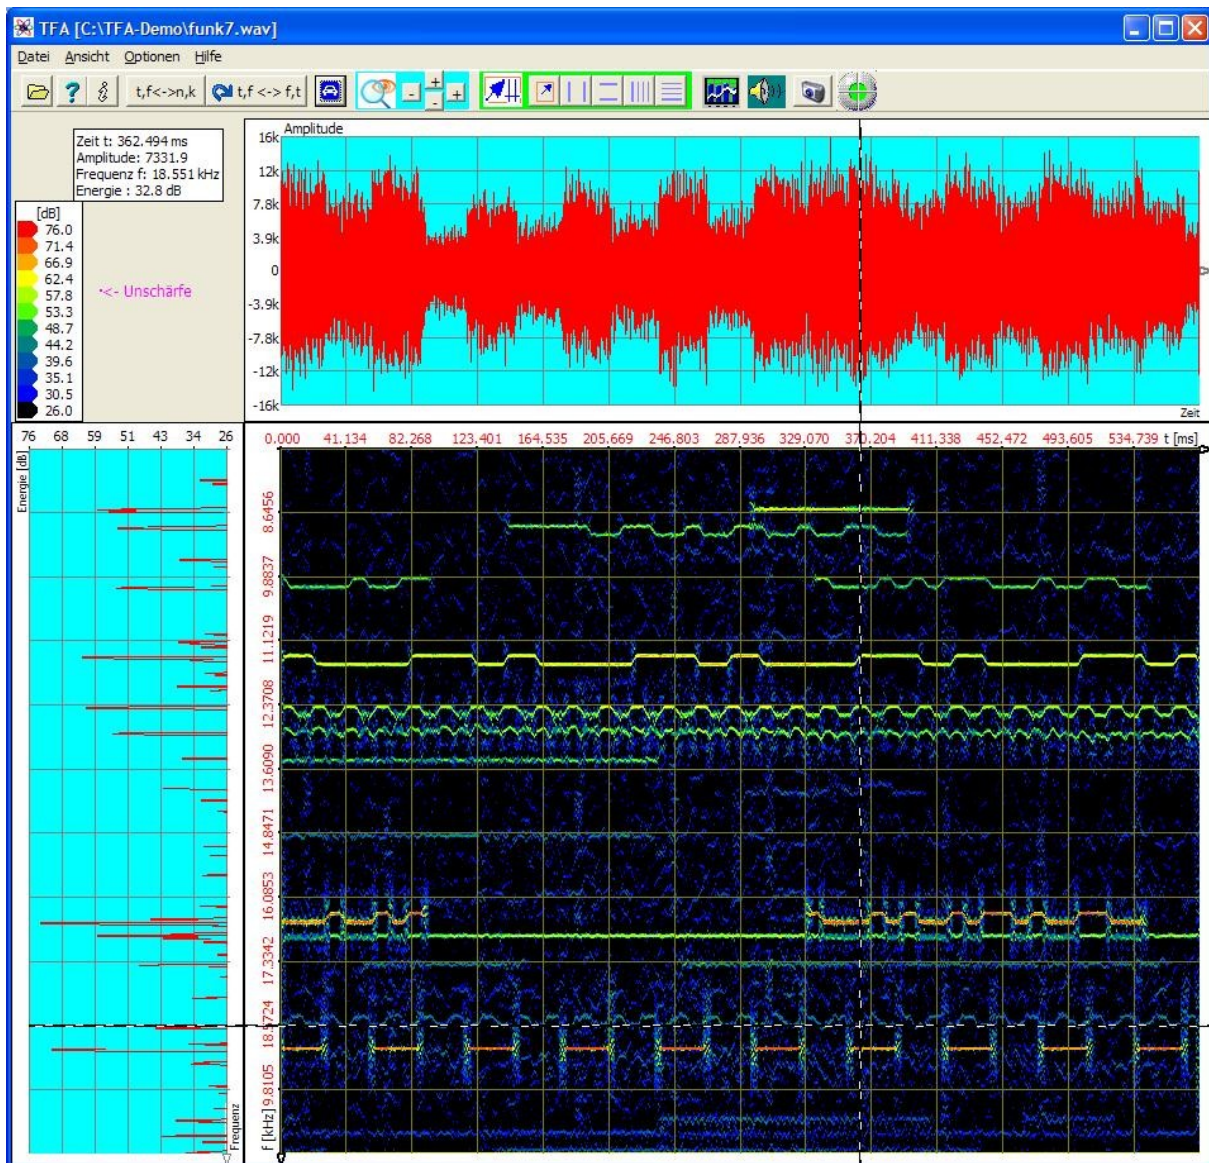 TFA [C:\TFA-Demo\funk7.wav]
Datei Ansicht Optionen Hilfe
t,f<->n,k t,f <-> f,t
Zeit t: 362.494 ms
Amplitude: 7331.9
Frequenz f: 18.551 kHz
Energie : 32.8 dB
[dB]
76.0
71.4
66.9
62.4
57.8
53.3
48.7
44.2
39.6
35.1
30.5
26.0
<- Unschärfe
Amplitude
16k
12k
7.8k
3.9k
0
-3.9k
-7.8k
-12k
-16k
Zeit
76 68 59 51 43 34 26
Energie [dB]
Frequenz
0.000 41.134 82.268 123.401 164.535 205.669 246.803 287.936 329.070 370.204 411.338 452.472 493.605 534.739 t [ms]
8.6456
9.8837
11.1219
12.3708
13.6090
14.8471
16.0853
17.3342
18.5724
9.8105
f [kHz]